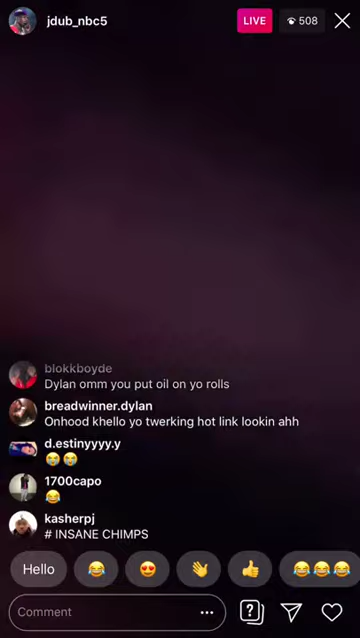 jdub_nbc5
LIVE
508
blokkboyde
Dylan omm you put oil on yo rolls
breadwinner.dylan
Onhood khello yo twerking hot link lookin ahh
d.estinyyyy.y
😭😭
1700capo
😂
kasherpj
# INSANE CHIMPS
Hello
😂
😍
👋
👍
😂😂😂
Comment